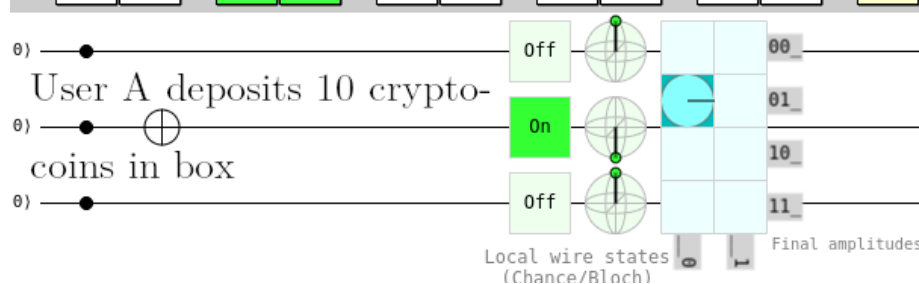 0⟩ Off 00_
User A deposits 10 crypto-
01_
0⟩ On
10_
coins in box
0⟩ Off 11_
Local wire states |0 |1 Final amplitudes
(Chance/Bloch)